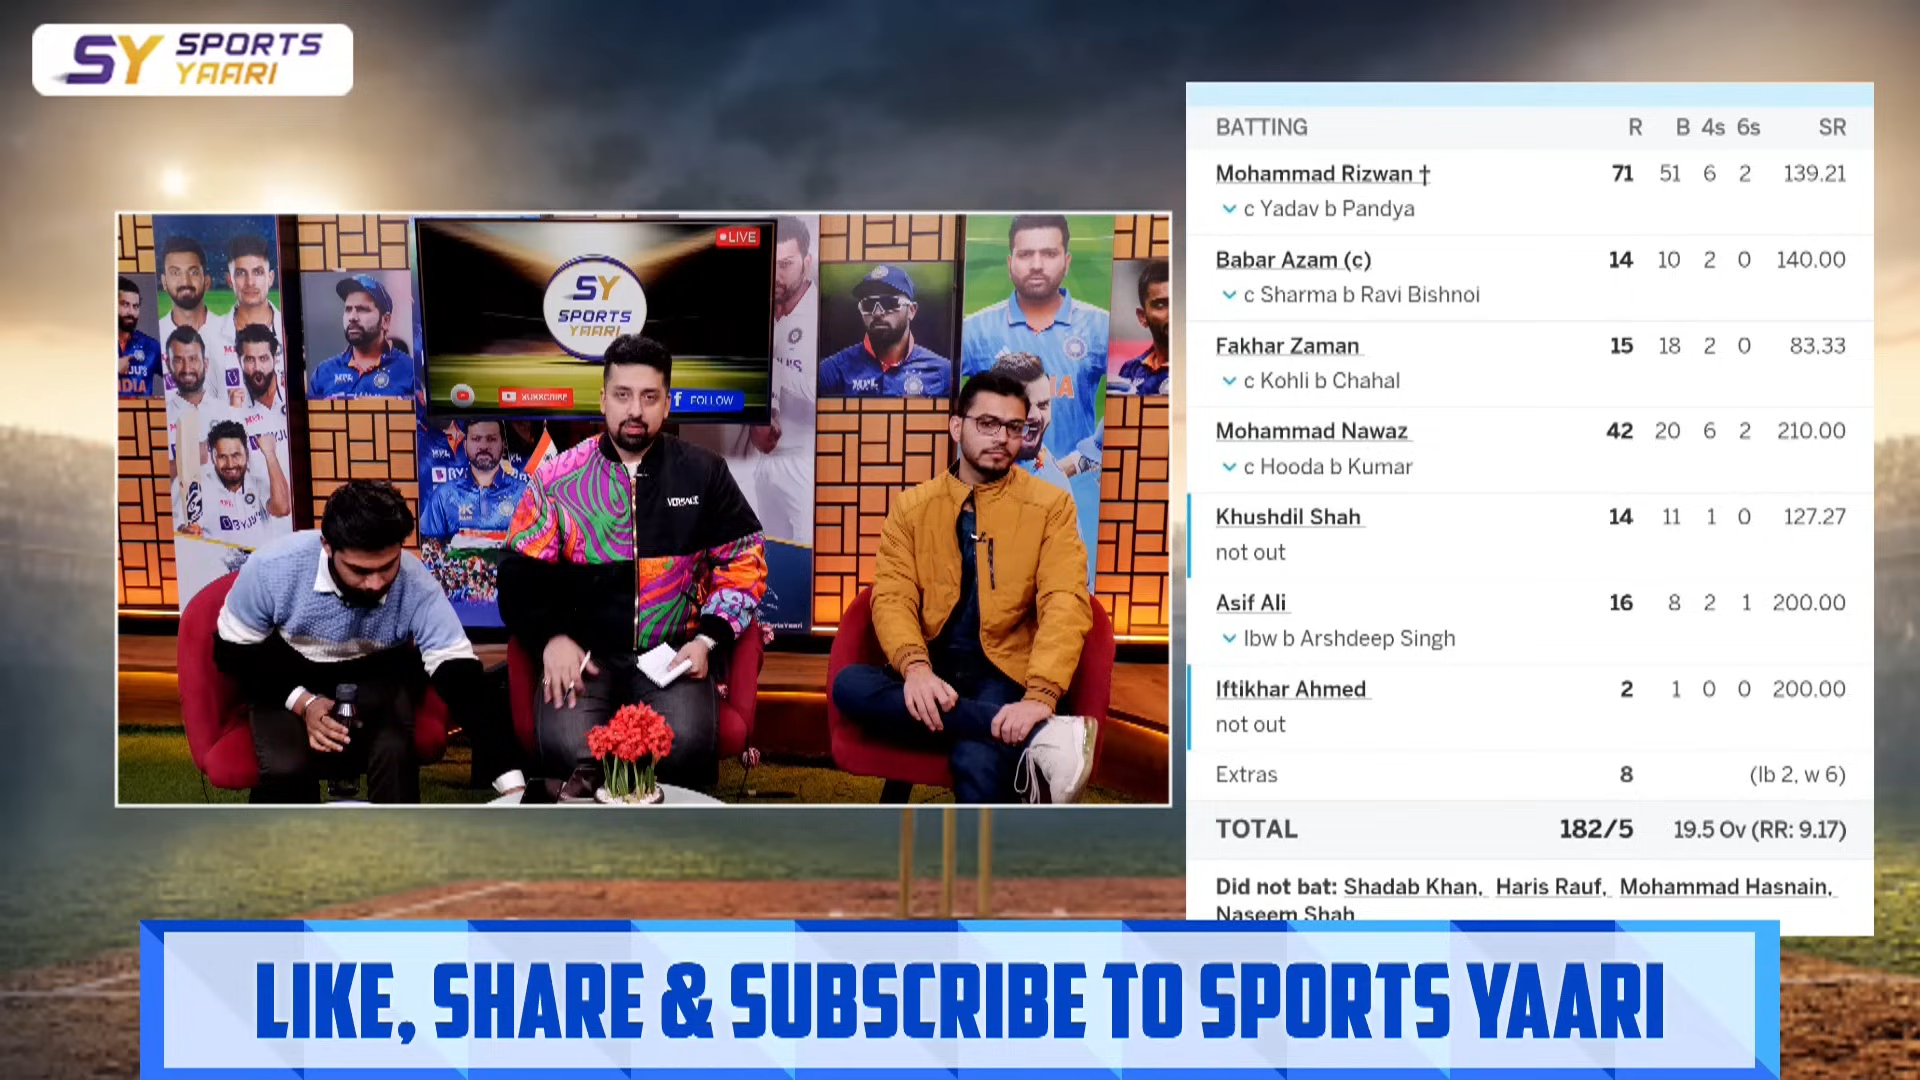 SY SPORTS
YAARI
LIVE
SY
SPORTS
YAARI
SUBSCRIBE
f FOLLOW
VERSACE
BATTING R B 4s 6s SR
Mohammad Rizwan † 71 51 6 2 139.21
c Yadav b Pandya
Babar Azam (c) 14 10 2 0 140.00
c Sharma b Ravi Bishnoi
Fakhar Zaman 15 18 2 0 83.33
c Kohli b Chahal
Mohammad Nawaz 42 20 6 2 210.00
c Hooda b Kumar
Khushdil Shah 14 11 1 0 127.27
not out
Asif Ali 16 8 2 1 200.00
lbw b Arshdeep Singh
Iftikhar Ahmed 2 1 0 0 200.00
not out
Extras 8 (lb 2, w 6)
TOTAL 182/5 19.5 Ov (RR: 9.17)
Did not bat: Shadab Khan, Haris Rauf, Mohammad Hasnain,
Naseem Shah
LIKE, SHARE & SUBSCRIBE TO SPORTS YAARI